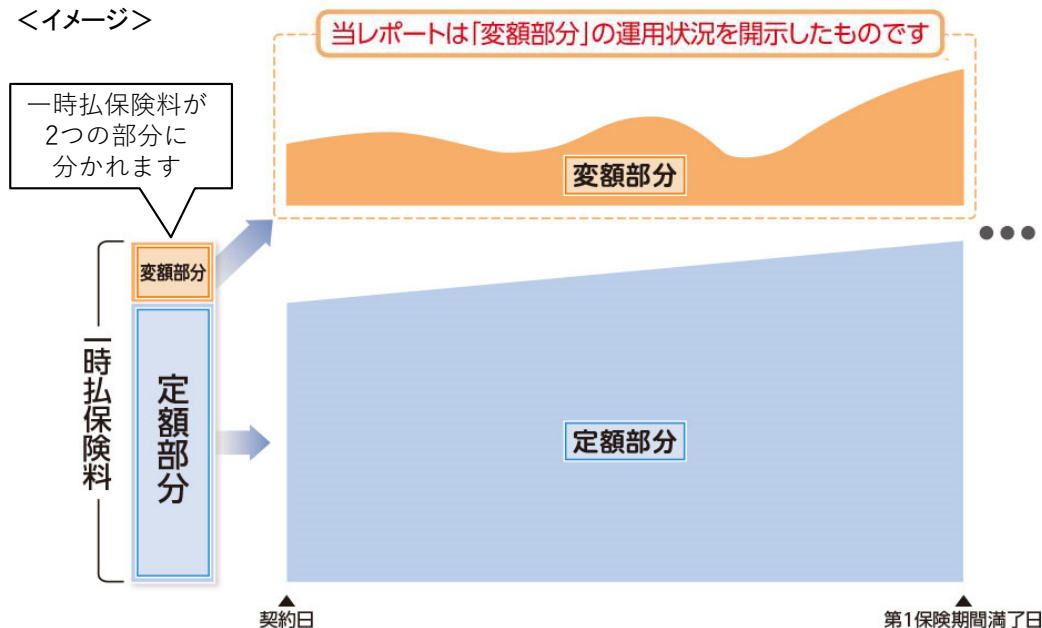 ＜イメージ＞
当レポートは「変額部分」の運用状況を開示したものです
一時払保険料が
2つの部分に
分かれます
変額部分
変額部分
●●●
一時払保険料
定額部分
定額部分
▲
契約日
▲
第1保険期間満了日